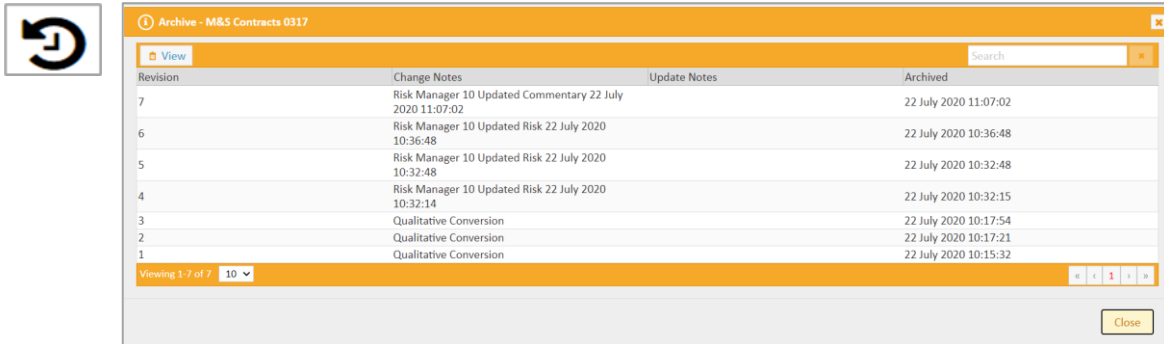 Archive - M&S Contracts 0317
View
Search
Revision Change Notes Update Notes Archived
7 Risk Manager 10 Updated Commentary 22 July
2020 11:07:02 22 July 2020 11:07:02
6 Risk Manager 10 Updated Risk 22 July 2020
10:36:48 22 July 2020 10:36:48
5 Risk Manager 10 Updated Risk 22 July 2020
10:32:48 22 July 2020 10:32:48
4 Risk Manager 10 Updated Risk 22 July 2020
10:32:14 22 July 2020 10:32:15
3 Qualitative Conversion 22 July 2020 10:17:54
2 Qualitative Conversion 22 July 2020 10:17:21
1 Qualitative Conversion 22 July 2020 10:15:32
Viewing 1-7 of 7 10 « ‹ 1 › »
Close